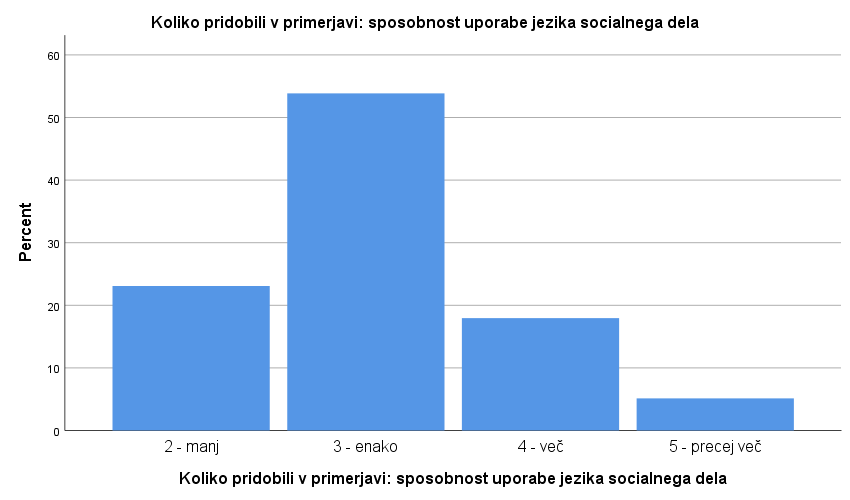 Koliko pridobili v primerjavi: sposobnost uporabe jezika socialnega dela
60
50
40
30
20
10
0
Percent
2 - manj
3 - enako
4 - več
5 - precej več
Koliko pridobili v primerjavi: sposobnost uporabe jezika socialnega dela